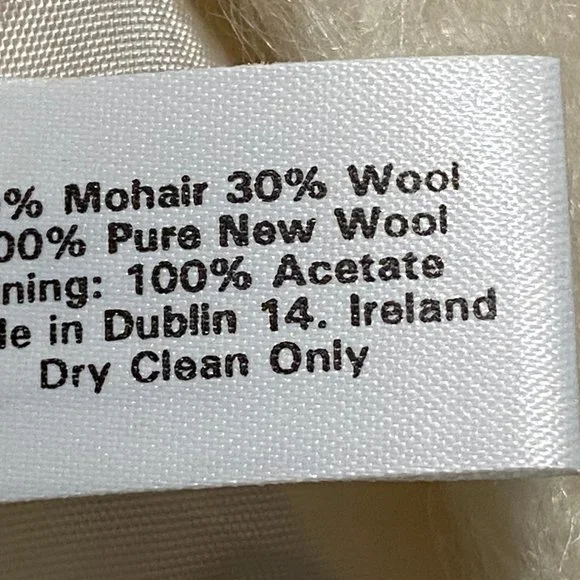 % Mohair 30% Wool
00% Pure New Wool
ning: 100% Acetate
le in Dublin 14. Ireland
Dry Clean Only